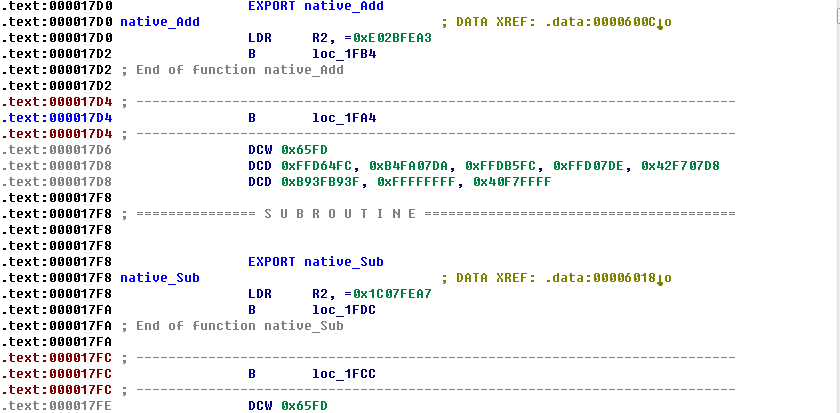 .text:000017D0 EXPORT native_Add
.text:000017D0 native_Add ; DATA XREF: .data:0000600C↓o
.text:000017D0 LDR R2, =0xE02BFEA3
.text:000017D2 B loc_1FB4
.text:000017D2 ; End of function native_Add
.text:000017D2
.text:000017D4 ; ---------------------------------------------------------------------------
.text:000017D4 B loc_1FA4
.text:000017D4 ; ---------------------------------------------------------------------------
.text:000017D6 DCW 0x65FD
.text:000017D8 DCD 0xFFD64FC, 0xB4FA07DA, 0xFFDB5FC, 0xFFD07DE, 0x42F707D8
.text:000017D8 DCD 0xB93FB93F, 0xFFFFFFFF, 0x40F7FFFF
.text:000017F8
.text:000017F8 ; =============== S U B R O U T I N E =======================================
.text:000017F8
.text:000017F8
.text:000017F8 EXPORT native_Sub
.text:000017F8 native_Sub ; DATA XREF: .data:00006018↓o
.text:000017F8 LDR R2, =0x1C07FEA7
.text:000017FA B loc_1FDC
.text:000017FA ; End of function native_Sub
.text:000017FA
.text:000017FC ; ---------------------------------------------------------------------------
.text:000017FC B loc_1FCC
.text:000017FC ; ---------------------------------------------------------------------------
.text:000017FE DCW 0x65FD